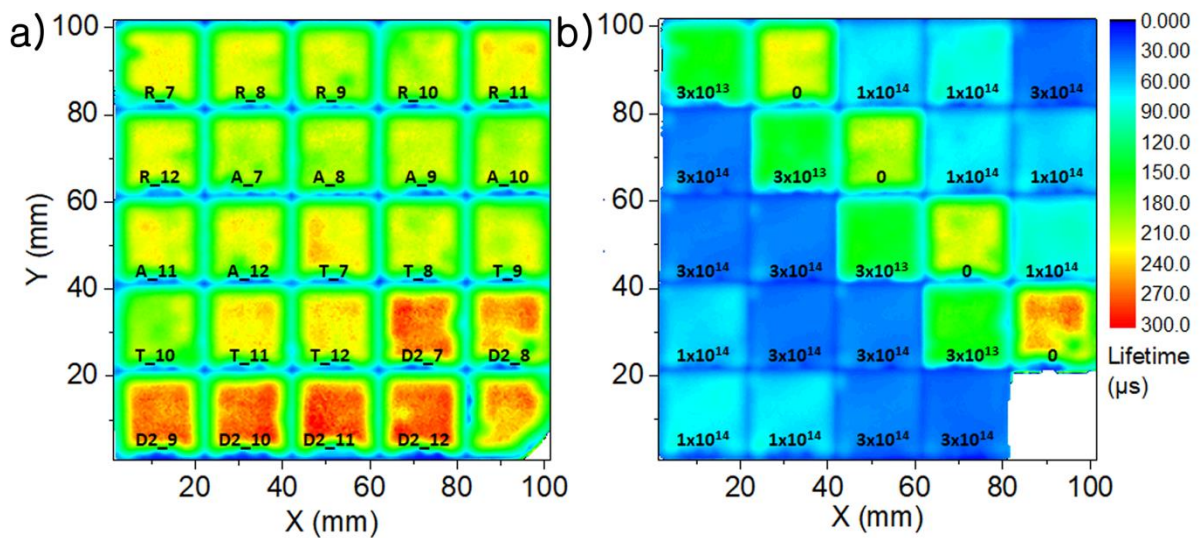 a)
100
80
60
40
20
Y (mm)
R_7 R_8 R_9 R_10 R_11
R_12 A_7 A_8 A_9 A_10
A_11 A_12 T_7 T_8 T_9
T_10 T_11 T_12 D2_7 D2_8
D2_9 D2_10 D2_11 D2_12
20 40 60 80 100
X (mm)
b)
100
80
60
40
20
3x10¹³ 0 1x10¹⁴ 1x10¹⁴ 3x10¹⁴
3x10¹⁴ 3x10¹³ 0 1x10¹⁴ 1x10¹⁴
3x10¹⁴ 3x10¹⁴ 3x10¹³ 0 1x10¹⁴
1x10¹⁴ 3x10¹⁴ 3x10¹⁴ 3x10¹³ 0
1x10¹⁴ 1x10¹⁴ 3x10¹⁴ 3x10¹⁴
20 40 60 80 100
X (mm)
0.000
30.00
60.00
90.00
120.0
150.0
180.0
210.0
240.0
270.0
300.0
Lifetime
(µs)